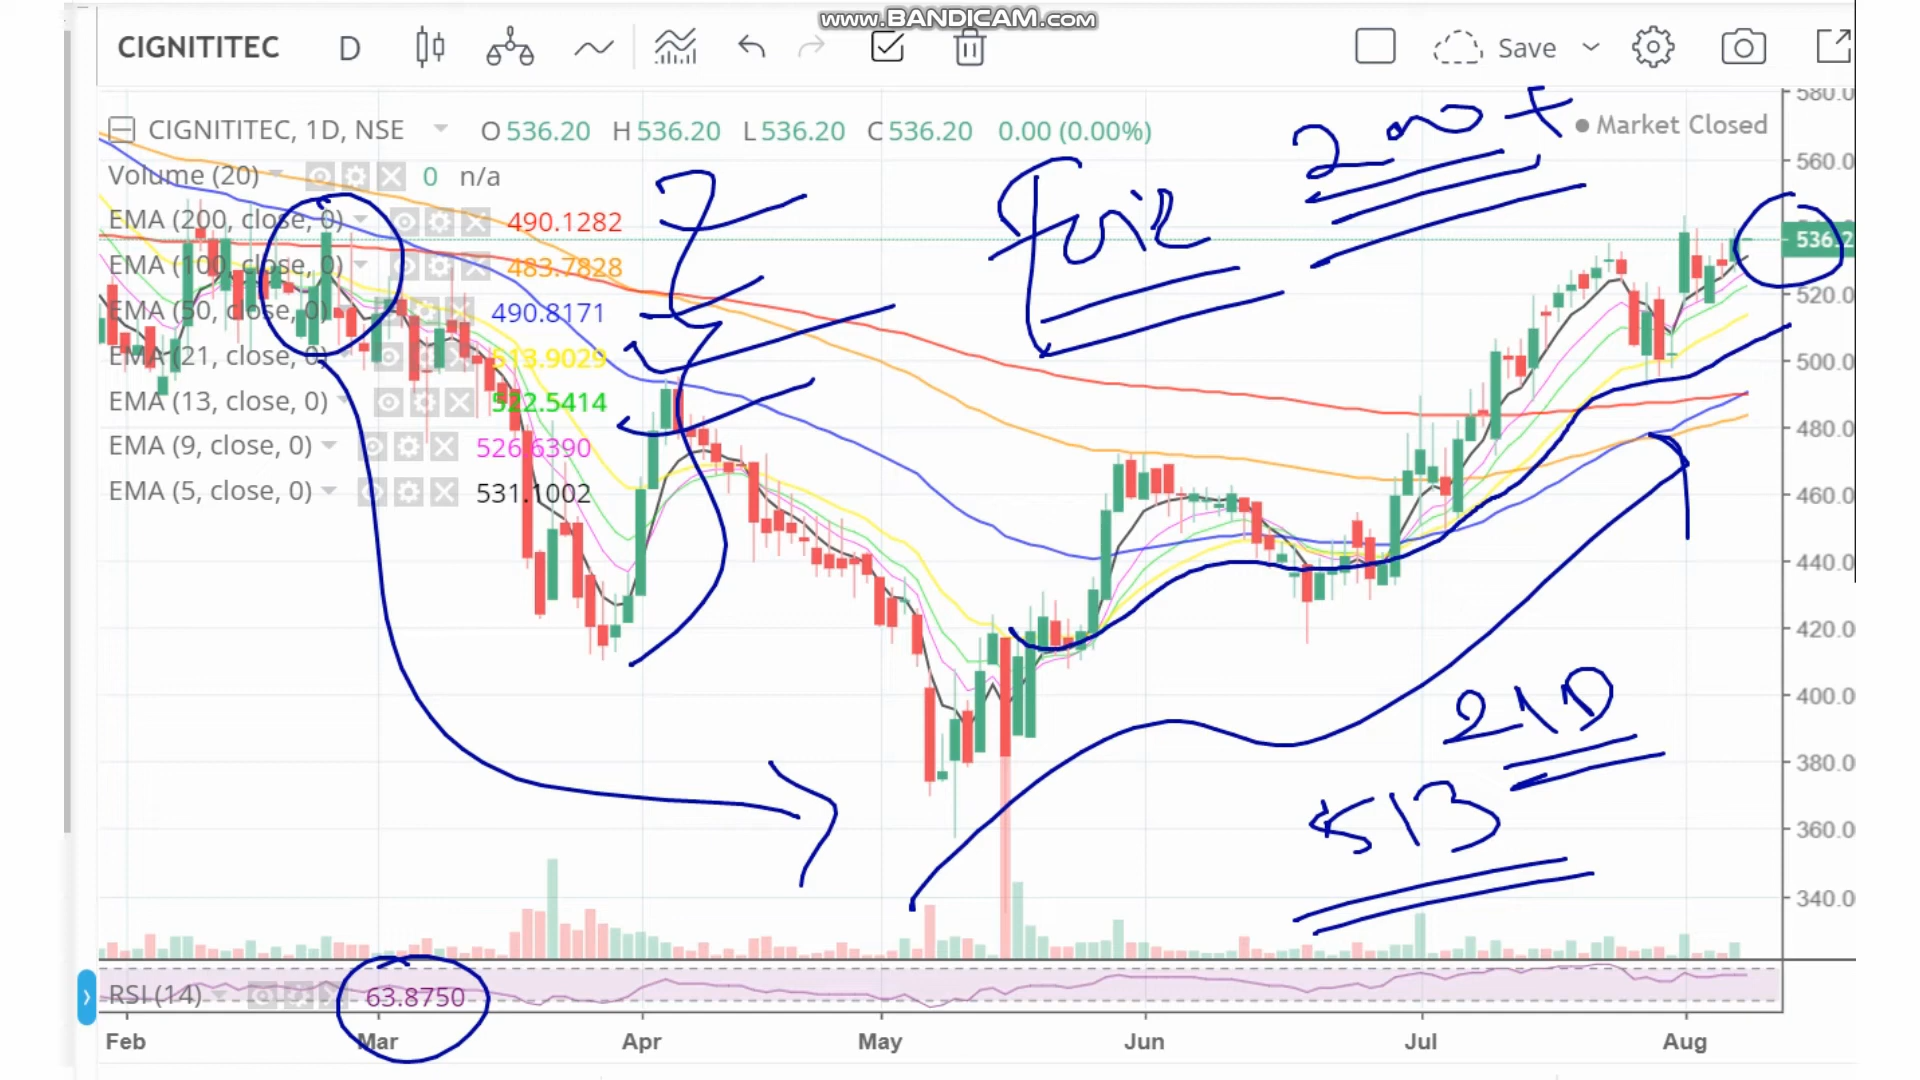 www.BANDICAM.com
CIGNITITEC D Save
CIGNITITEC, 1D, NSE O 536.20 H 536.20 L 536.20 C 536.20 0.00 (0.00%)
Market Closed
Volume (20) 0 n/a
EMA (200, close, 0) 490.1282
EMA (100, close, 0) 483.7828
EMA (50, close, 0) 490.8171
EMA (21, close, 0) 513.9029
EMA (13, close, 0) 522.5414
EMA (9, close, 0) 526.6390
EMA (5, close, 0) 531.1002
200 +
21D
513
580.0
560.0
536.2
520.0
500.0
480.0
460.0
440.0
420.0
400.0
380.0
360.0
340.0
RSI (14) 63.8750
Feb Mar Apr May Jun Jul Aug